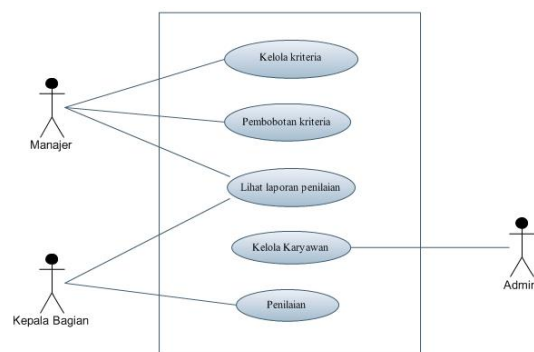 Kelola kriteria
Manajer
Pembobotan kriteria
Lihat laporan penilaian
Kelola Karyawan
Admin
Kepala Bagian
Penilaian